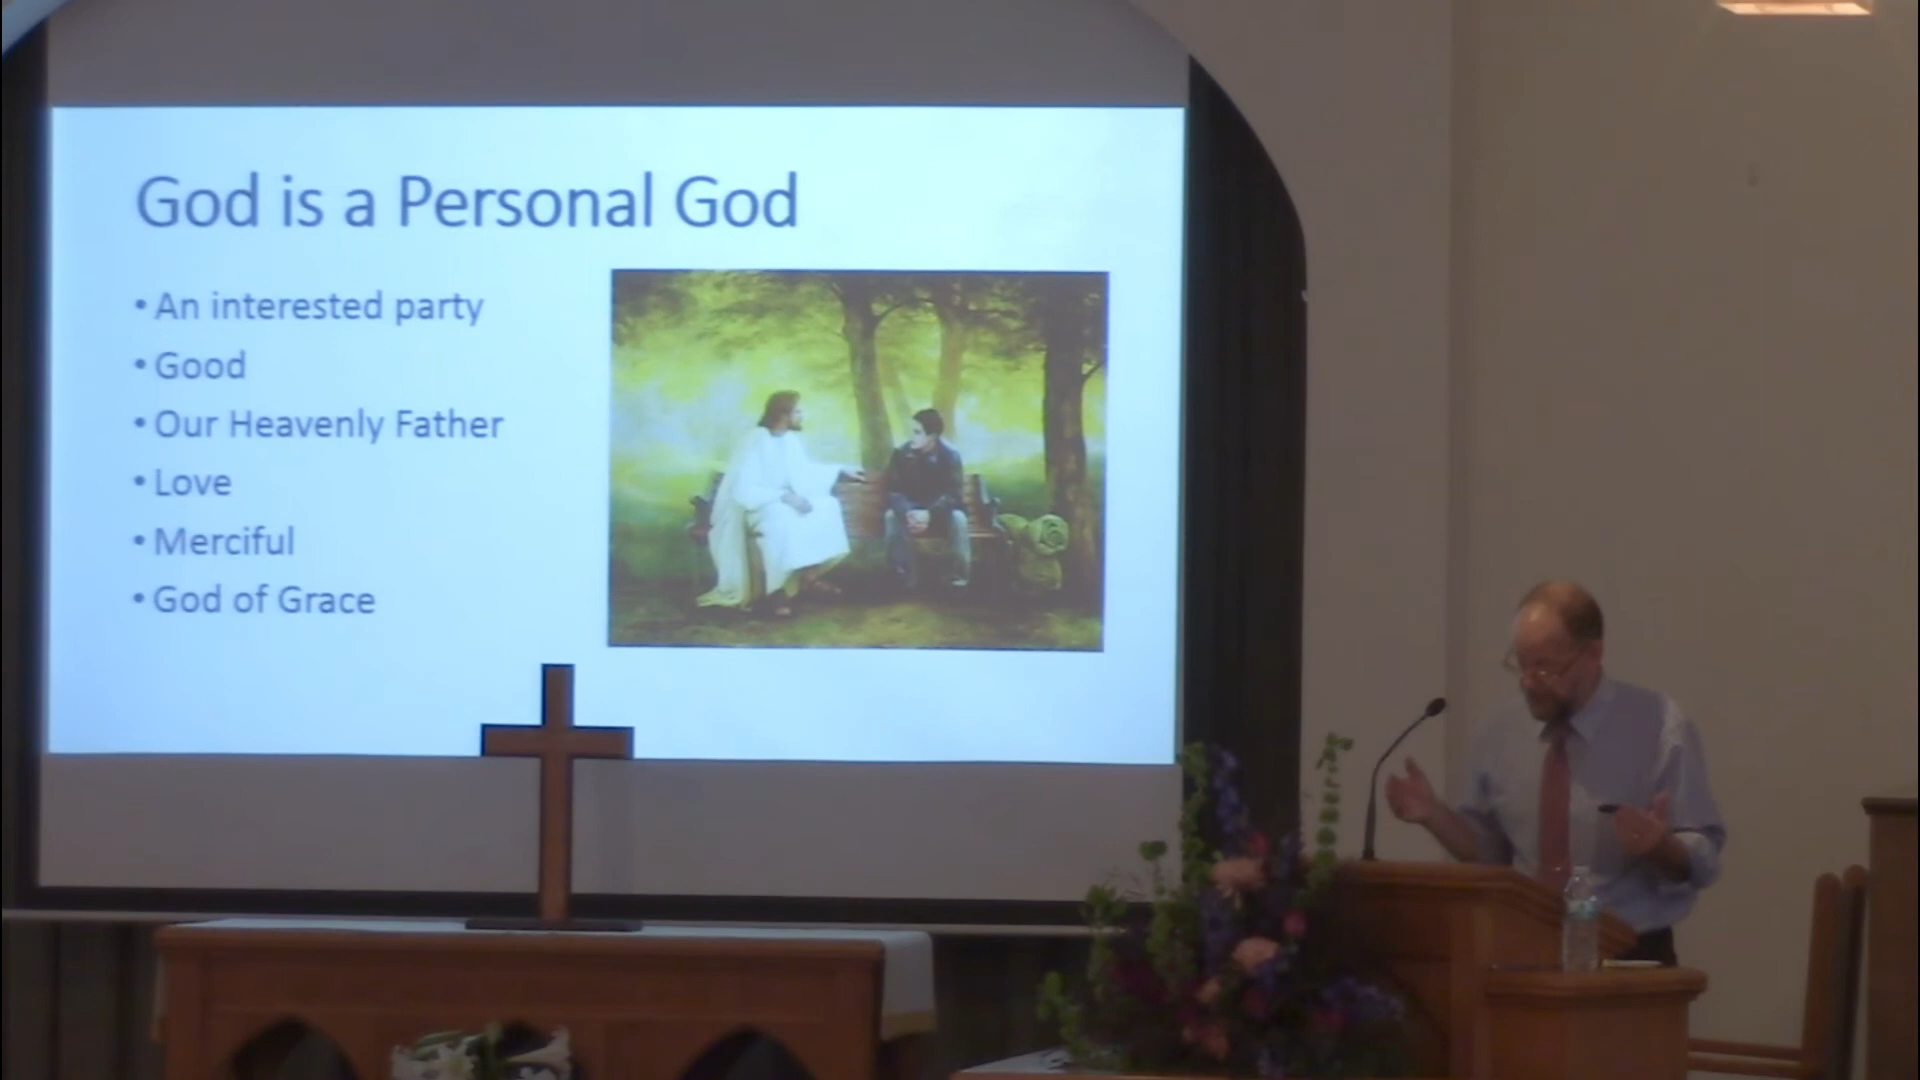 God is a Personal God
• An interested party
• Good
• Our Heavenly Father
• Love
• Merciful
• God of Grace